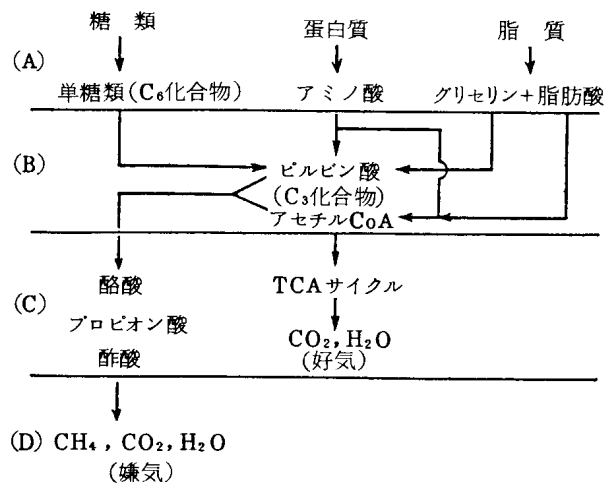 糖 類 蛋白質 脂 質
(A)
単糖類(C₆化合物) アミノ酸 グリセリン+脂肪酸
(B)
ピルビン酸
(C₃化合物)
アセチルCoA
(C)
酪酸 TCAサイクル
プロピオン酸
CO₂,H₂O
酢酸 (好気)
(D) CH₄,CO₂,H₂O
(嫌気)